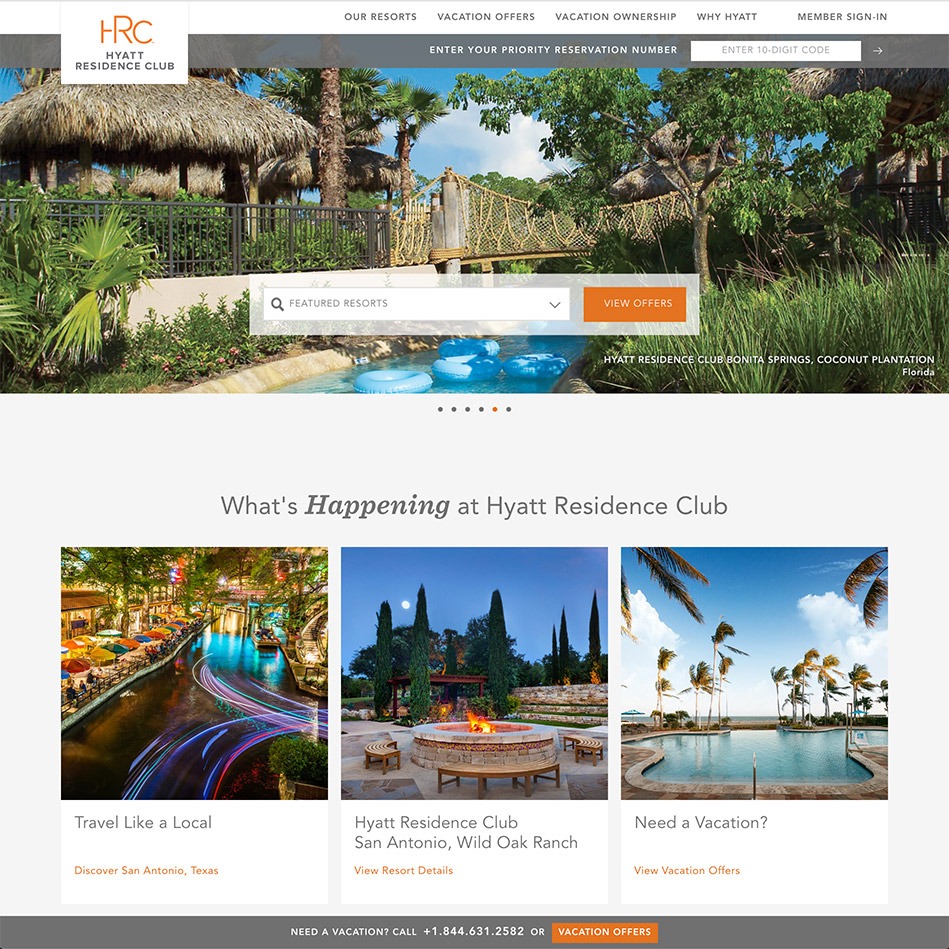 HRC
HYATT
RESIDENCE CLUB
OUR RESORTS VACATION OFFERS VACATION OWNERSHIP WHY HYATT MEMBER SIGN-IN
ENTER YOUR PRIORITY RESERVATION NUMBER ENTER 10-DIGIT CODE
FEATURED RESORTS VIEW OFFERS
HYATT RESIDENCE CLUB BONITA SPRINGS, COCONUT PLANTATION
Florida
What's Happening at Hyatt Residence Club
Travel Like a Local
Discover San Antonio, Texas
Hyatt Residence Club
San Antonio, Wild Oak Ranch
View Resort Details
Need a Vacation?
View Vacation Offers
NEED A VACATION? CALL +1.844.631.2582 OR VACATION OFFERS